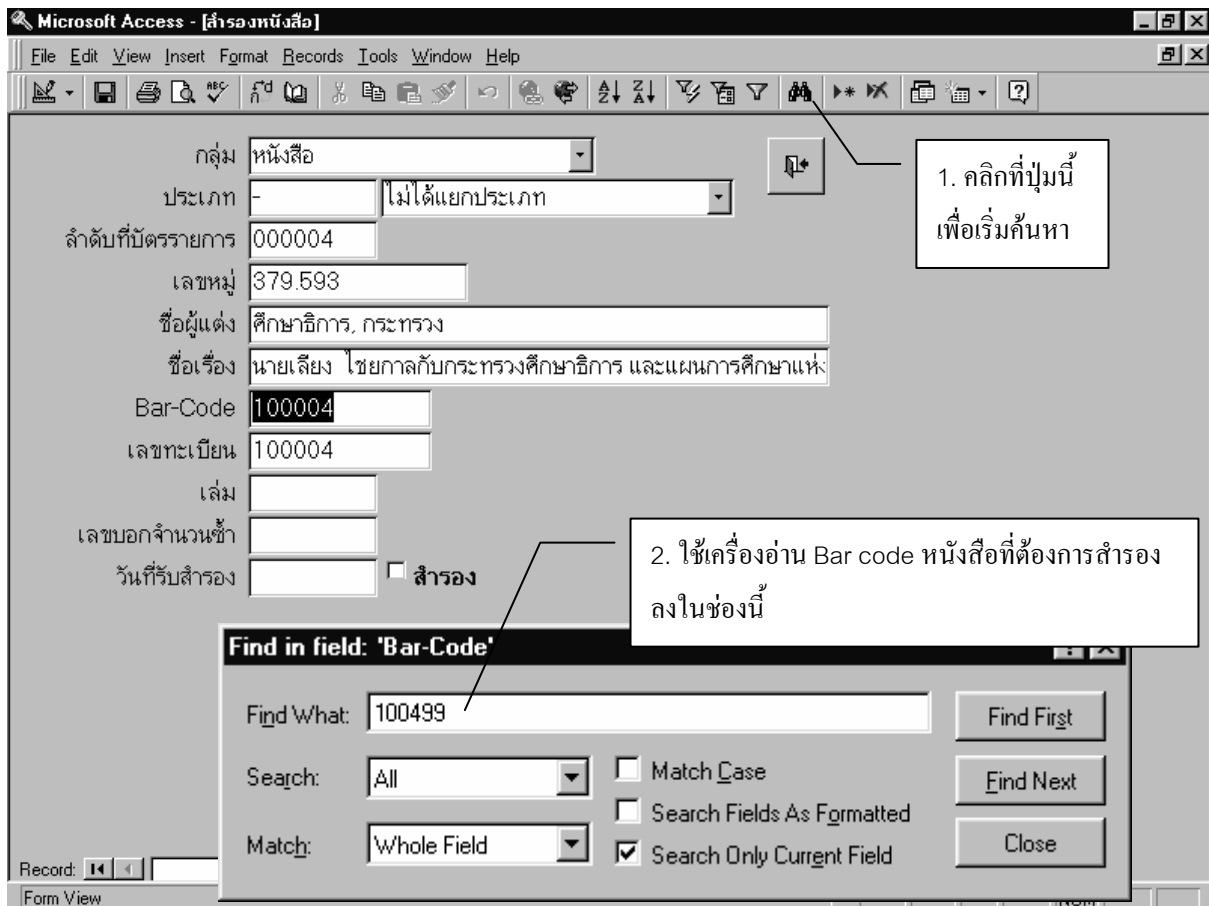 Microsoft Access - [สำรองหนังสือ]
File Edit View Insert Format Records Tools Window Help
กลุ่ม หนังสือ
ประเภท - ไม่ได้แยกประเภท
1. คลิกที่ปุ่มนี้
เพื่อเริ่มค้นหา
ลำดับที่บัตรรายการ 000004
เลขหมู่ 379.593
ชื่อผู้แต่ง ศึกษาธิการ, กระทรวง
ชื่อเรื่อง นายเลียง ไชยกาลกับกระทรวงศึกษาธิการ และแผนการศึกษาแห่ง
Bar-Code 100004
เลขทะเบียน 100004
เล่ม
เลขบอกจำนวนซ้ำ
วันที่รับสำรอง สำรอง
2. ใช้เครื่องอ่าน Bar code หนังสือที่ต้องการสำรอง
ลงในช่องนี้
Find in field: 'Bar-Code'
Find What: 100499 Find First
Search: All Match Case Find Next
Search Fields As Formatted
Match: Whole Field Search Only Current Field Close
Record:
Form View NUM